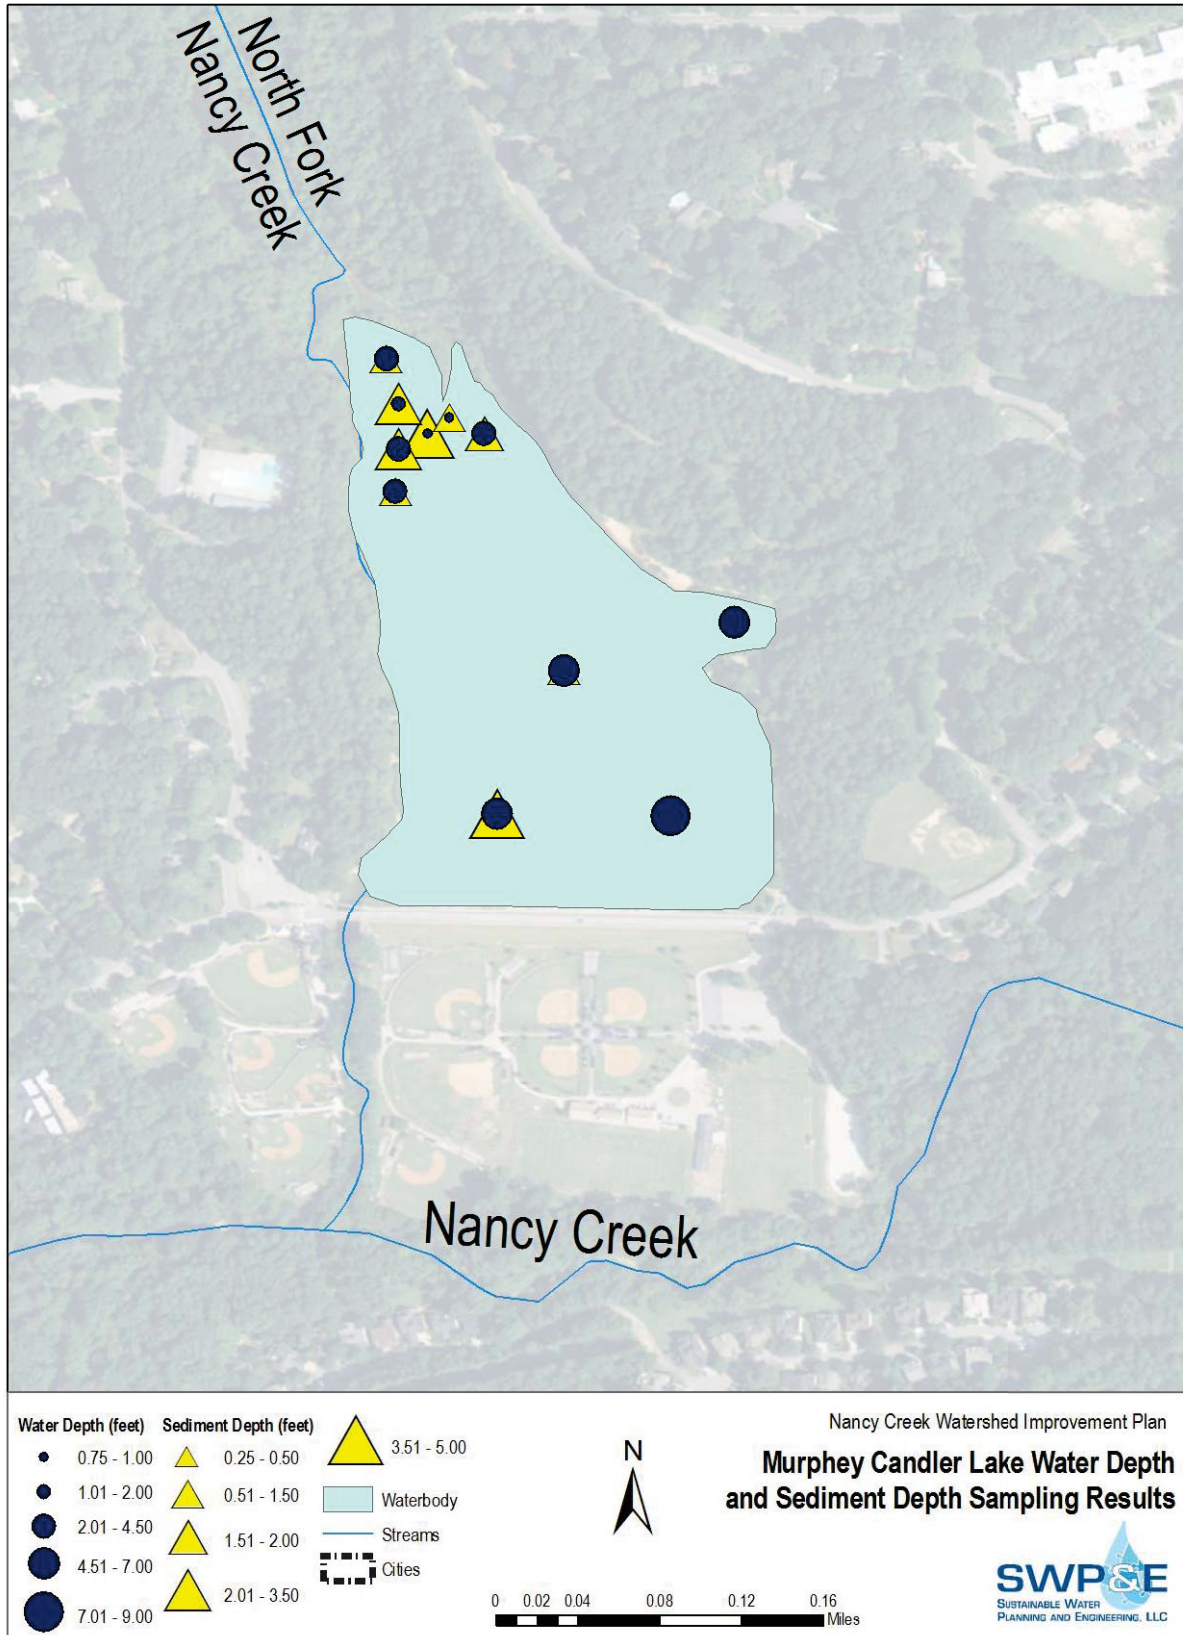 North Fork
Nancy Creek
Nancy Creek
Water Depth (feet)
0.75 - 1.00
1.01 - 2.00
2.01 - 4.50
4.51 - 7.00
7.01 - 9.00
Sediment Depth (feet)
0.25 - 0.50
0.51 - 1.50
1.51 - 2.00
2.01 - 3.50
3.51 - 5.00
Waterbody
Streams
Cities
N
0 0.02 0.04 0.08 0.12 0.16
Miles
Nancy Creek Watershed Improvement Plan
Murphey Candler Lake Water Depth
and Sediment Depth Sampling Results
SWP&E
SUSTAINABLE WATER
PLANNING AND ENGINEERING, LLC